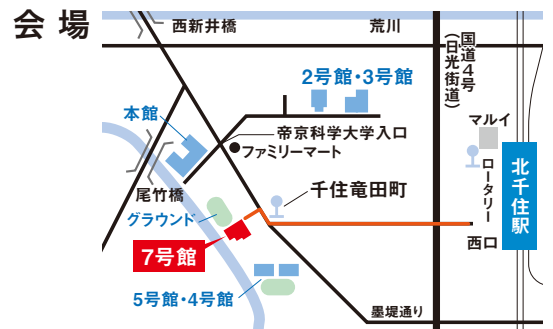 会場
西新井橋
荒川
国道4号
(日光街道)
2号館・3号館
本館
マルイ
帝京科学大学入口
ファミリーマート
ロータリー
北千住駅
尾竹橋
千住竜田町
グラウンド
西口
7号館
5号館・4号館
墨堤通り